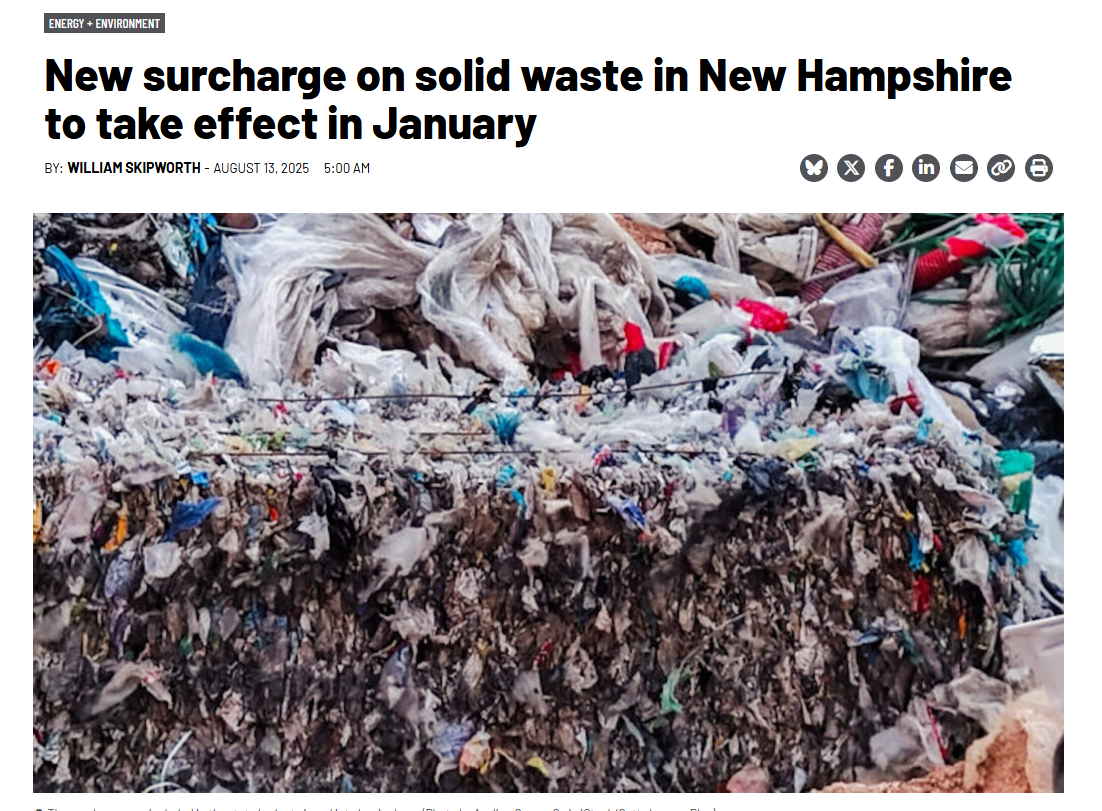 ENERGY + ENVIRONMENT
New surcharge on solid waste in New Hampshire
to take effect in January
BY: WILLIAM SKIPWORTH - AUGUST 13, 2025 5:00 AM